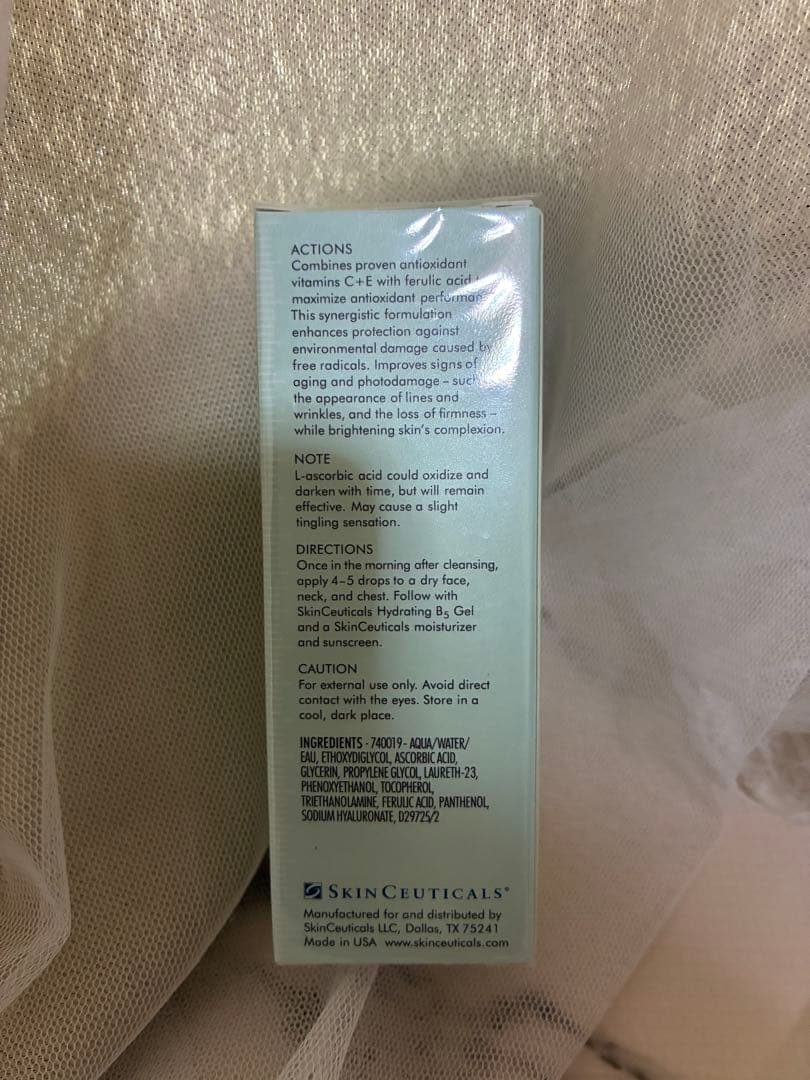 ACTIONS
Combines proven antioxidant
vitamins C+E with ferulic acid
maximize antioxidant
This synergistic formulation
enhances protection against
environmental damage caused by
free radicals. Improves signs of
aging and photodamage –
the appearance of lines and
wrinkles, and the loss of firmness –
while brightening skin's complexion.
NOTE
L-ascorbic acid could oxidize and
darken with time, but will remain
effective. May cause a slight
tingling sensation.
DIRECTIONS
Once in the morning after cleansing,
apply 4–5 drops to a dry face,
neck, and chest. Follow with
SkinCeuticals Hydrating B5 Gel
and a SkinCeuticals moisturizer
and sunscreen.
CAUTION
For external use only. Avoid direct
contact with the eyes. Store in a
cool, dark place.
INGREDIENTS - 740019 - AQUA/WATER/
EAU, ETHOXYDIGLYCOL, ASCORBIC ACID,
GLYCERIN, PROPYLENE GLYCOL, LAURETH-23,
PHENOXYETHANOL, TOCOPHEROL,
TRIETHANOLAMINE, FERULIC ACID, PANTHENOL,
SODIUM HYALURONATE, D29725/2
SKINCEUTICALS®
Manufactured for and distributed by
SkinCeuticals LLC, Dallas, TX 75241
Made in USA www.skinceuticals.com